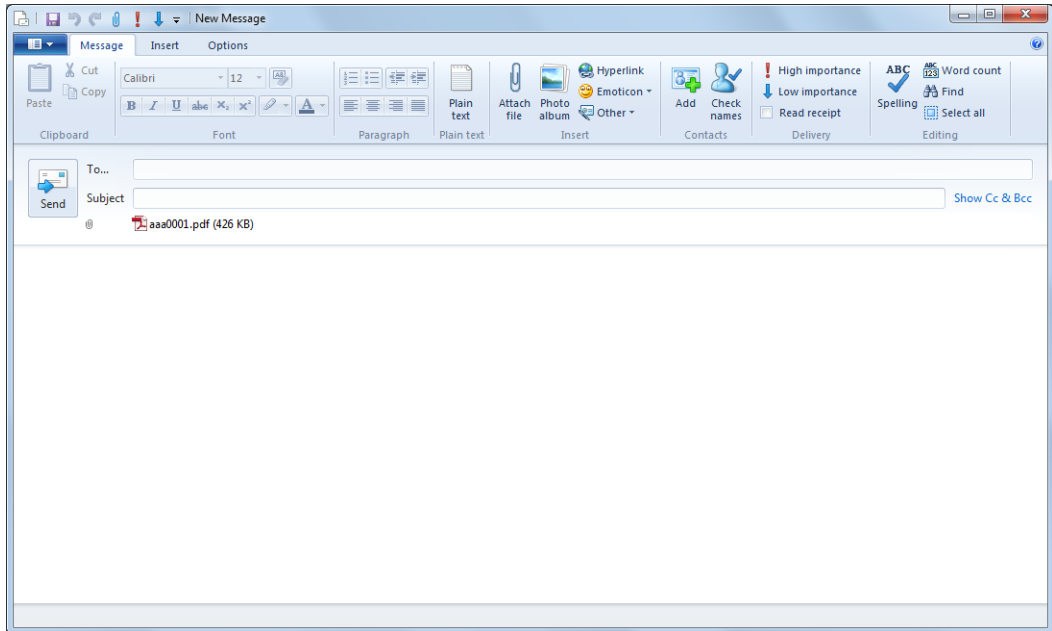 New Message
Message Insert Options
Paste
Cut
Copy
Clipboard
Calibri 12
B I U abc X₂ X² A
Font
Paragraph
Plain text
Plain text
Attach file
Photo album
Hyperlink
Emoticon
Other
Insert
Add
Check names
Contacts
High importance
Low importance
Read receipt
Delivery
ABC
Spelling
ABC
123
Word count
Find
Select all
Editing
Send
To...
Subject
Show Cc & Bcc
aaa0001.pdf (426 KB)